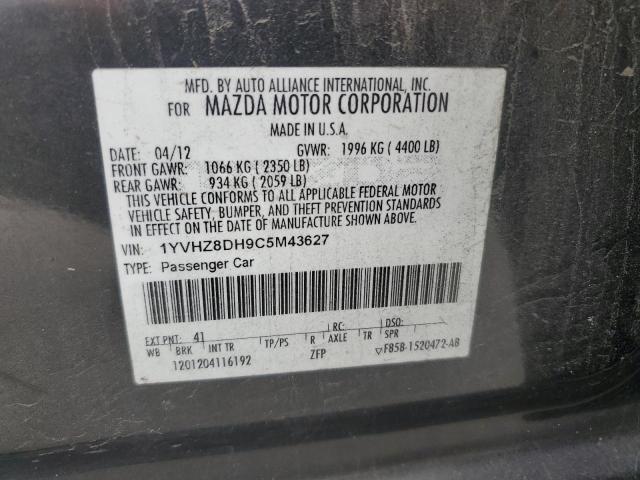 MFD. BY AUTO ALLIANCE INTERNATIONAL, INC.
FOR MAZDA MOTOR CORPORATION
MADE IN U.S.A.
DATE: 04/12 GVWR: 1996 KG ( 4400 LB)
FRONT GAWR: 1066 KG ( 2350 LB)
REAR GAWR: 934 KG ( 2059 LB)
THIS VEHICLE CONFORMS TO ALL APPLICABLE FEDERAL MOTOR
VEHICLE SAFETY, BUMPER, AND THEFT PREVENTION STANDARDS
IN EFFECT ON THE DATE OF MANUFACTURE SHOWN ABOVE.
VIN: 1YVHZ8DH9C5M43627
TYPE: Passenger Car
EXT PNT: 41 RC: DSO:
WB BRK INT TR TP/PS R AXLE TR SPR
1201204116192 ZFP ▽F85B-1520472-AB